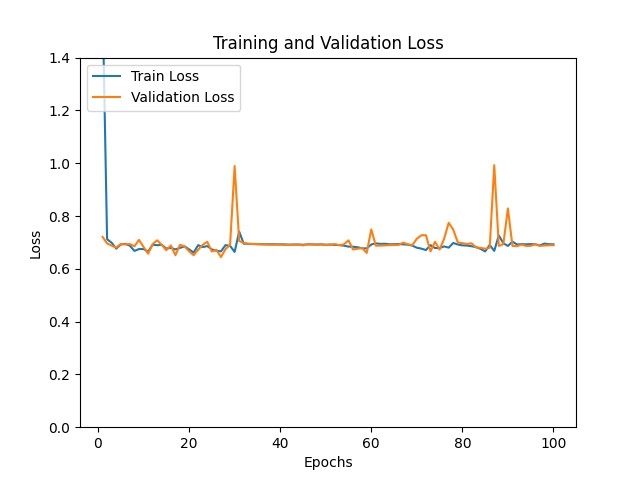 Training and Validation Loss
Train Loss
Validation Loss
1.4
1.2
1.0
0.8
0.6
0.4
0.2
0.0
Loss
0 20 40 60 80 100
Epochs